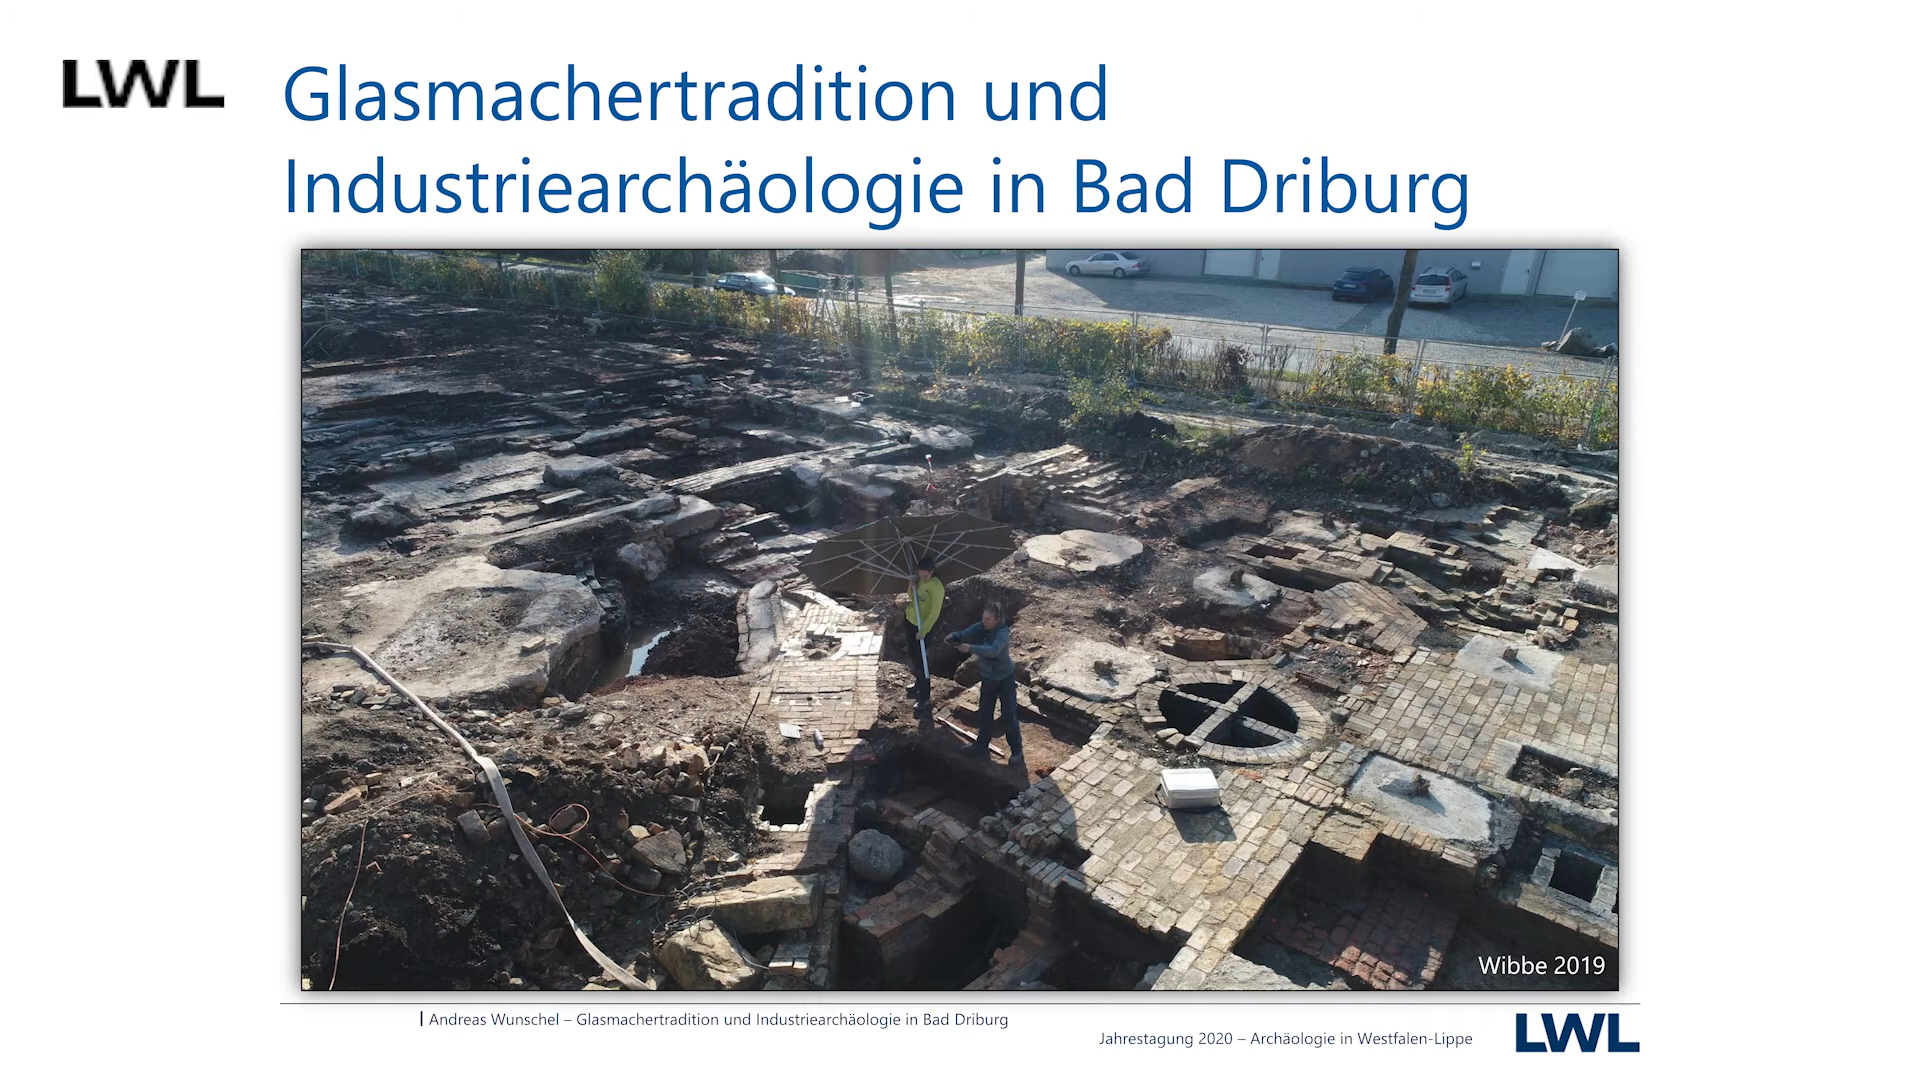 LWL
Glasmachertradition und
Industriearchäologie in Bad Driburg
Wibbe 2019
| Andreas Wunschel – Glasmachertradition und Industriearchäologie in Bad Driburg
Jahrestagung 2020 – Archäologie in Westfalen-Lippe
LWL